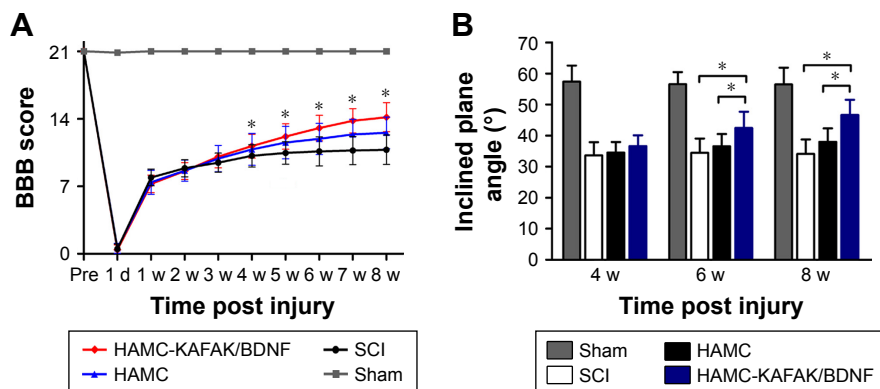 A
BBB score
21
14
7
0
* * * * *
Pre 1 d 1 w 2 w 3 w 4 w 5 w 6 w 7 w 8 w
Time post injury
HAMC-KAFAK/BDNF
SCI
HAMC
Sham
B
Inclined plane
angle (°)
70
60
50
40
30
20
10
0
* *
* *
4 w 6 w 8 w
Time post injury
Sham
HAMC
SCI
HAMC-KAFAK/BDNF